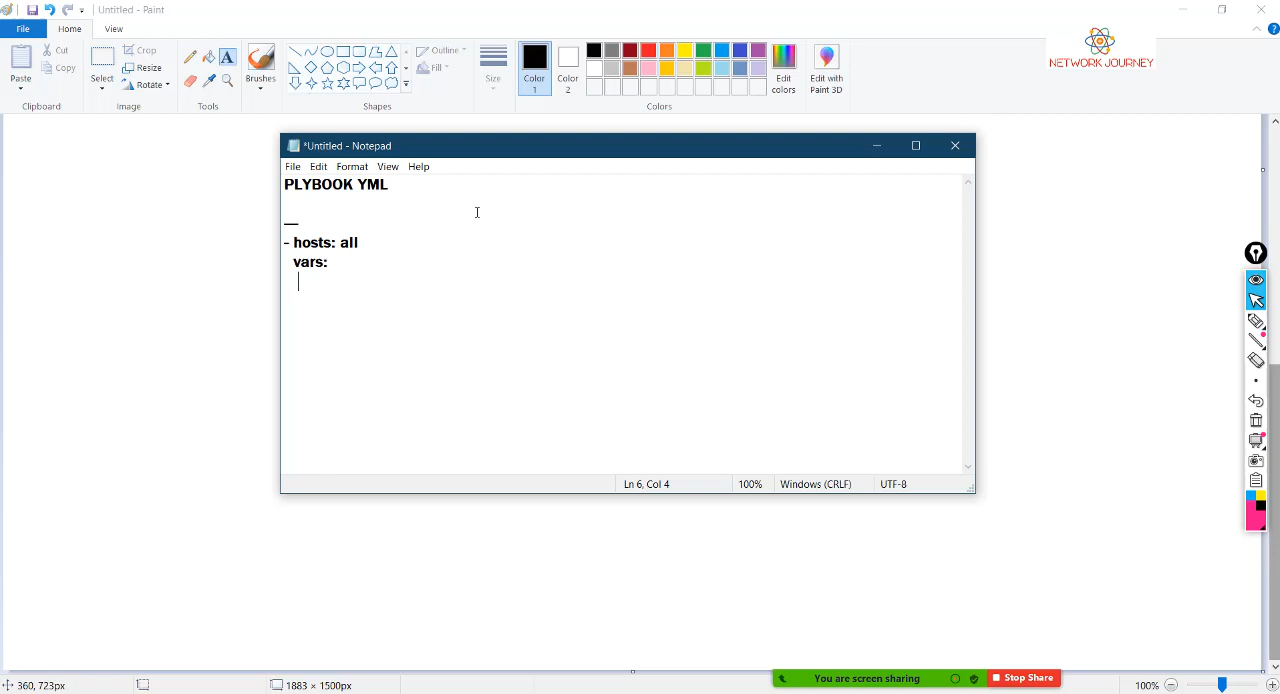 Untitled - Paint
File Home View
Paste
Cut
Copy
Clipboard
Select
Crop
Resize
Rotate
Image
A
Tools
Brushes
Shapes
Outline
Fill
Size
Color 1
Color 2
Edit colors
Colors
Edit with Paint 3D
NETWORK JOURNEY
*Untitled - Notepad
File Edit Format View Help
PLYBOOK YML
---
- hosts: all
vars:
Ln 6, Col 4 100% Windows (CRLF) UTF-8
You are screen sharing Stop Share
360, 723px 1883 × 1500px 100%